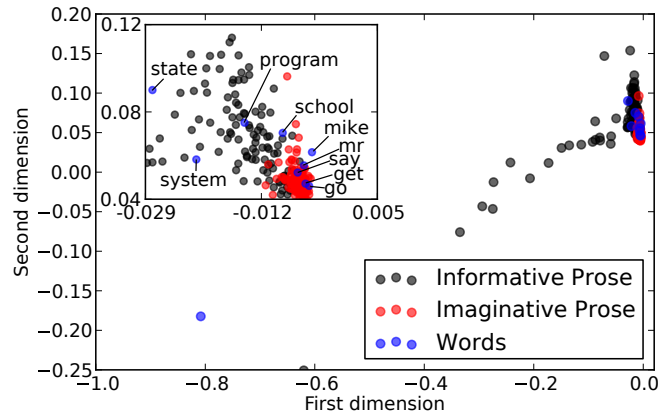 0.20
0.15
0.10
0.05
0.00
−0.05
−0.10
−0.15
−0.20
−0.25
−1.0
−0.8
−0.6
−0.4
−0.2
0.0
First dimension
Second dimension
0.12
0.08
0.04
-0.029
-0.012
0.005
state
program
school
mike
mr
say
get
go
system
Informative Prose
Imaginative Prose
Words